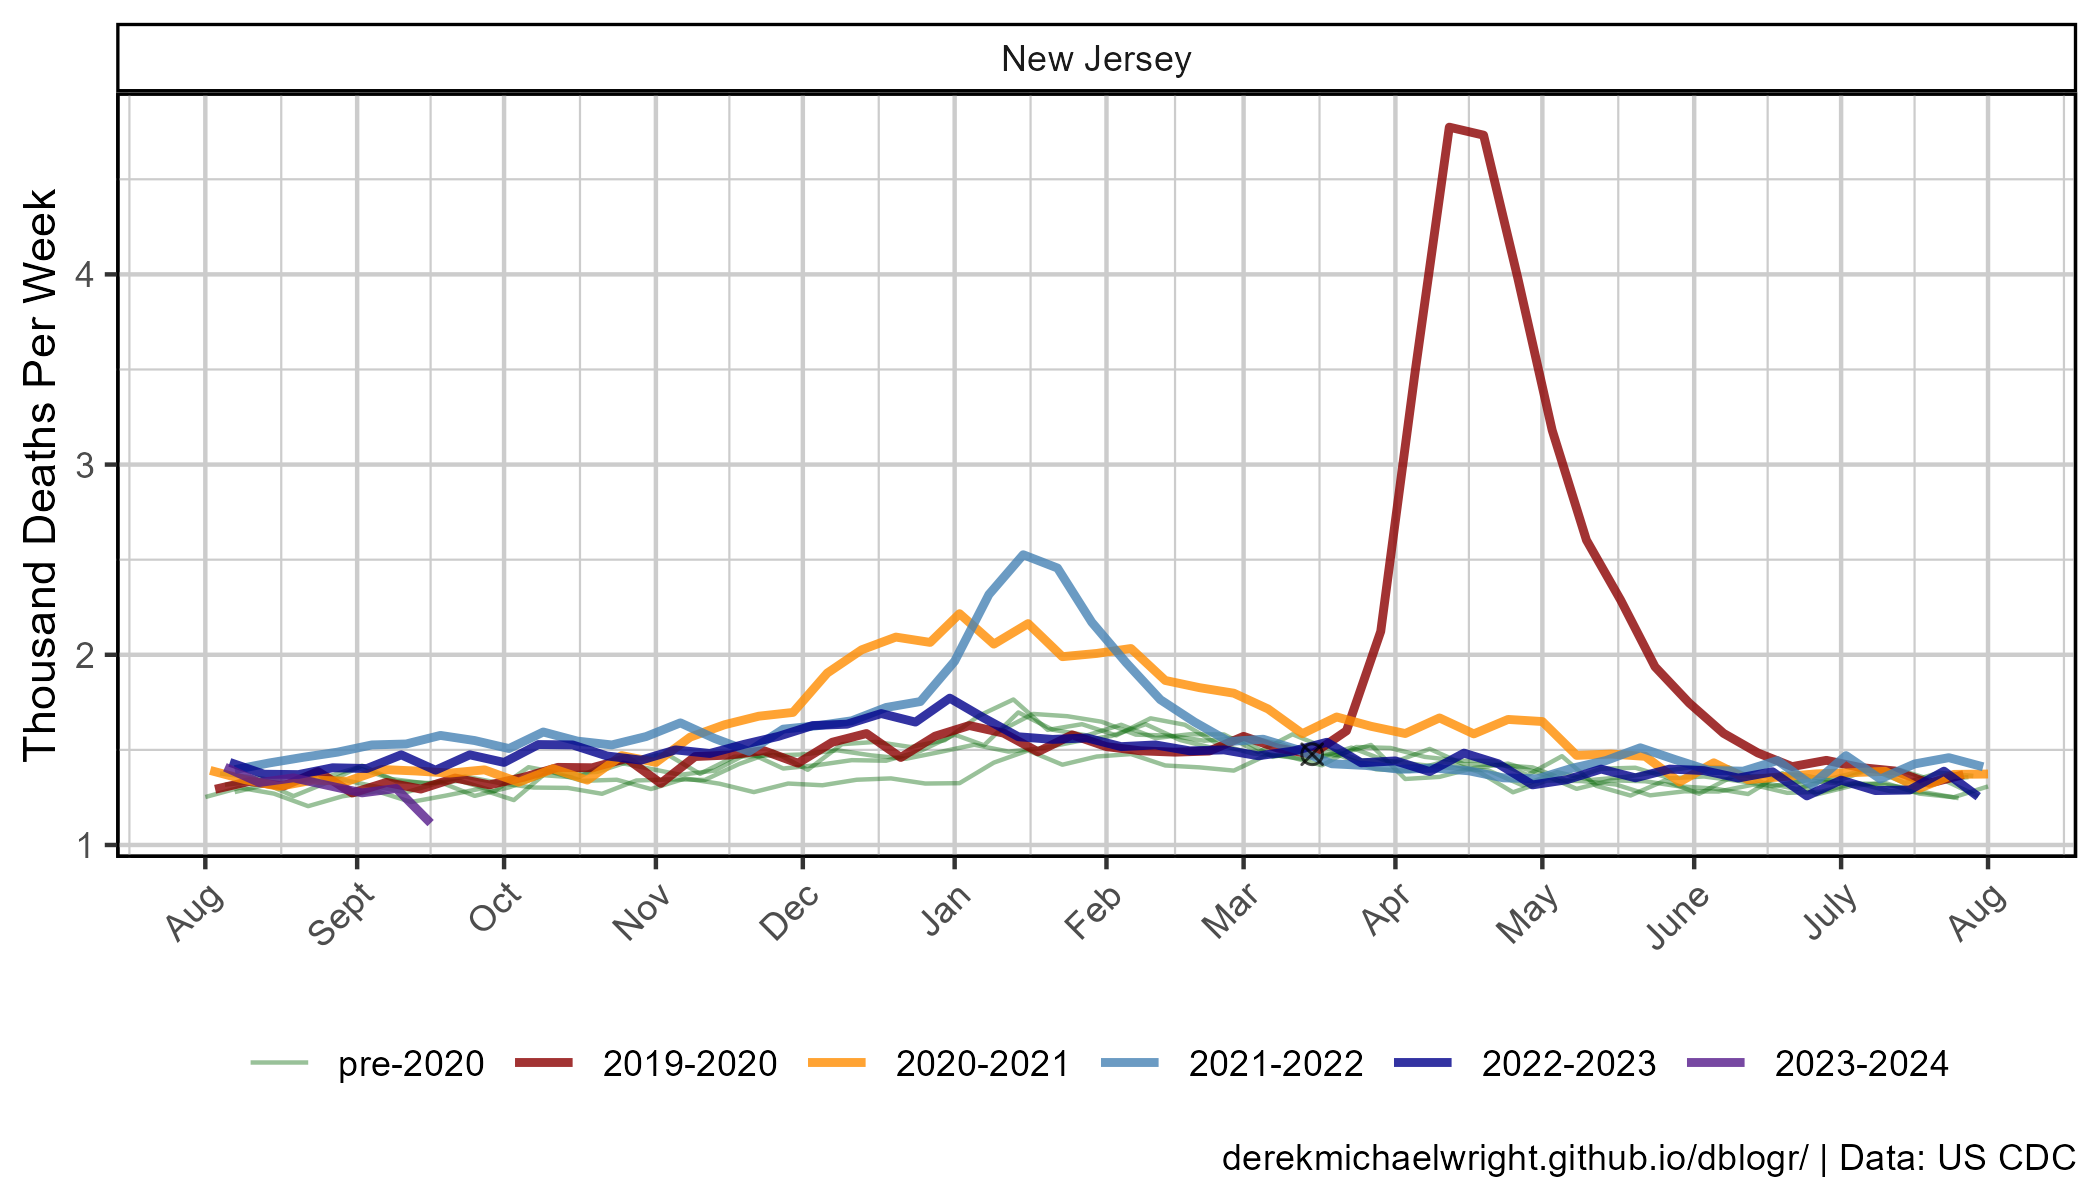 New Jersey
Thousand Deaths Per Week
4
3
2
1
Aug
Sept
Oct
Nov
Dec
Jan
Feb
Mar
Apr
May
June
July
Aug
pre-2020 2019-2020 2020-2021 2021-2022 2022-2023 2023-2024
derekmichaelwright.github.io/dblogr/ | Data: US CDC